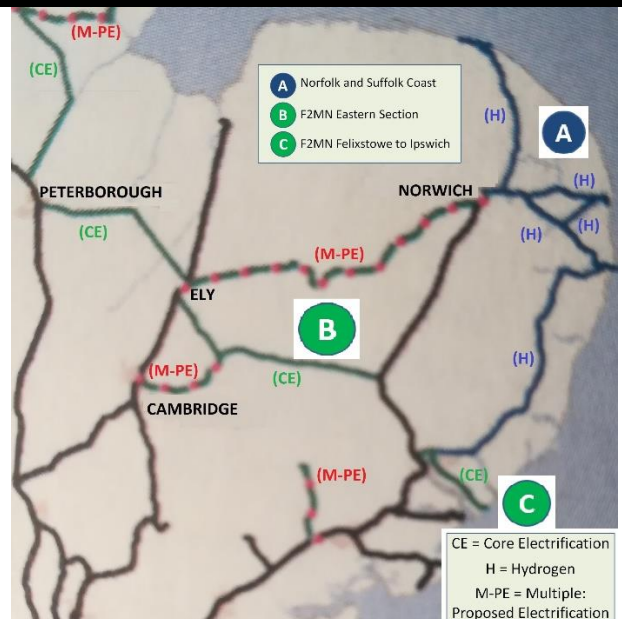 (M-PE)
(CE)
A Norfolk and Suffolk Coast
B F2MN Eastern Section
C F2MN Felixstowe to Ipswich
(H)
A
PETERBOROUGH
NORWICH
(H)
(CE)
(H)
(H)
(M-PE)
ELY
B
(H)
(M-PE)
(CE)
CAMBRIDGE
(M-PE)
(CE)
C
CE = Core Electrification
H = Hydrogen
M-PE = Multiple:
Proposed Electrification